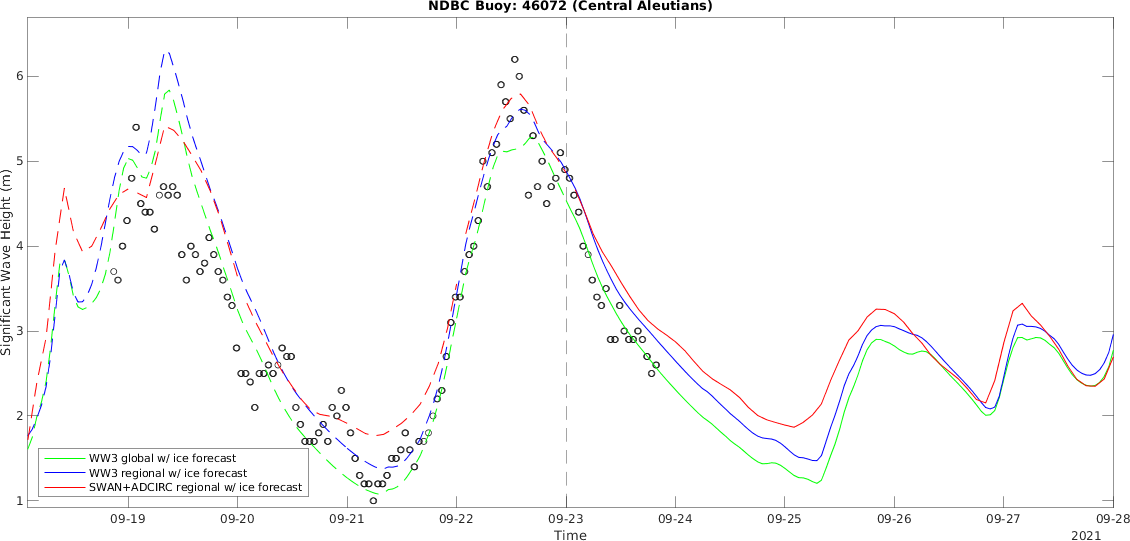 NDBC Buoy: 46072 (Central Aleutians)
Significant Wave Height (m)
6
5
4
3
2
1
WW3 global w/ ice forecast
WW3 regional w/ ice forecast
SWAN+ADCIRC regional w/ ice forecast
09-19 09-20 09-21 09-22 09-23 09-24 09-25 09-26 09-27 09-28
Time 2021